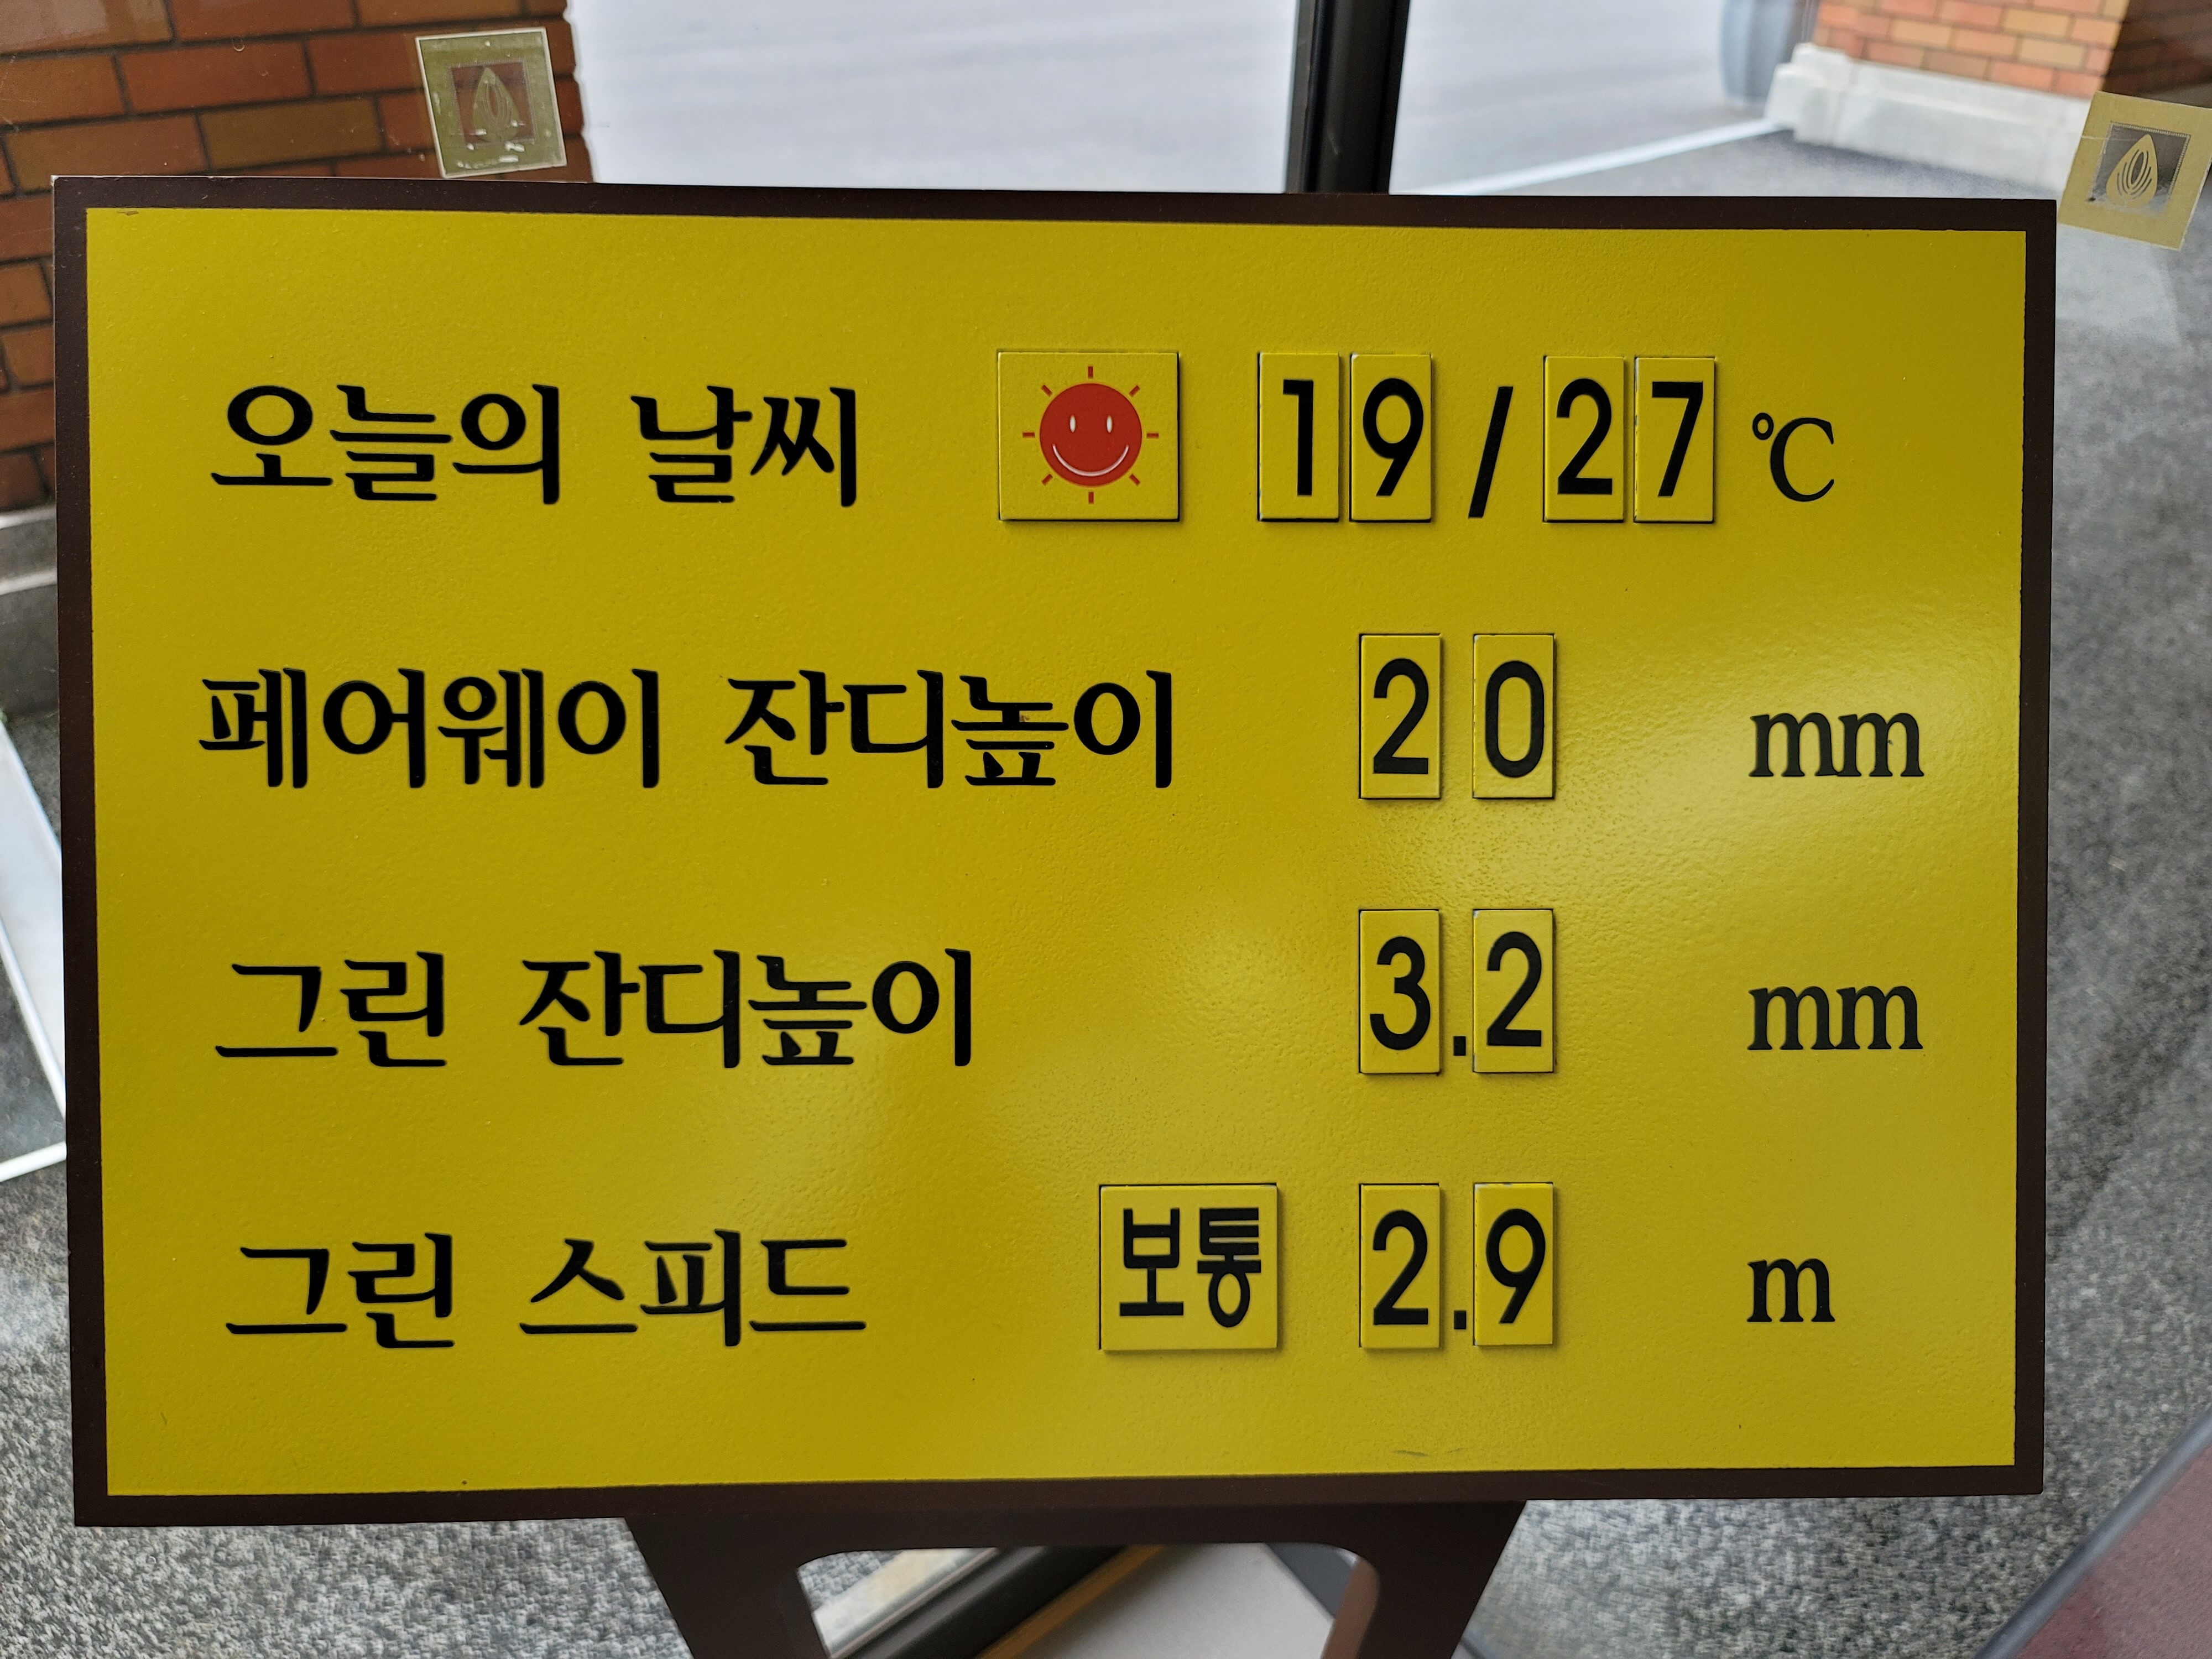 오늘의 날씨 19/27 ℃
페어웨이 잔디높이 20 mm
그린 잔디높이 3.2 mm
그린 스피드 보통 2.9 m